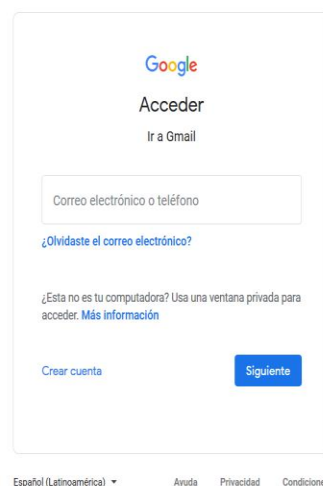 Google
Acceder
Ir a Gmail
Correo electrónico o teléfono
¿Olvidaste el correo electrónico?
¿Esta no es tu computadora? Usa una ventana privada para
acceder. Más información
Crear cuenta
Siguiente
Español (Latinoamérica)
Ayuda Privacidad Condicione